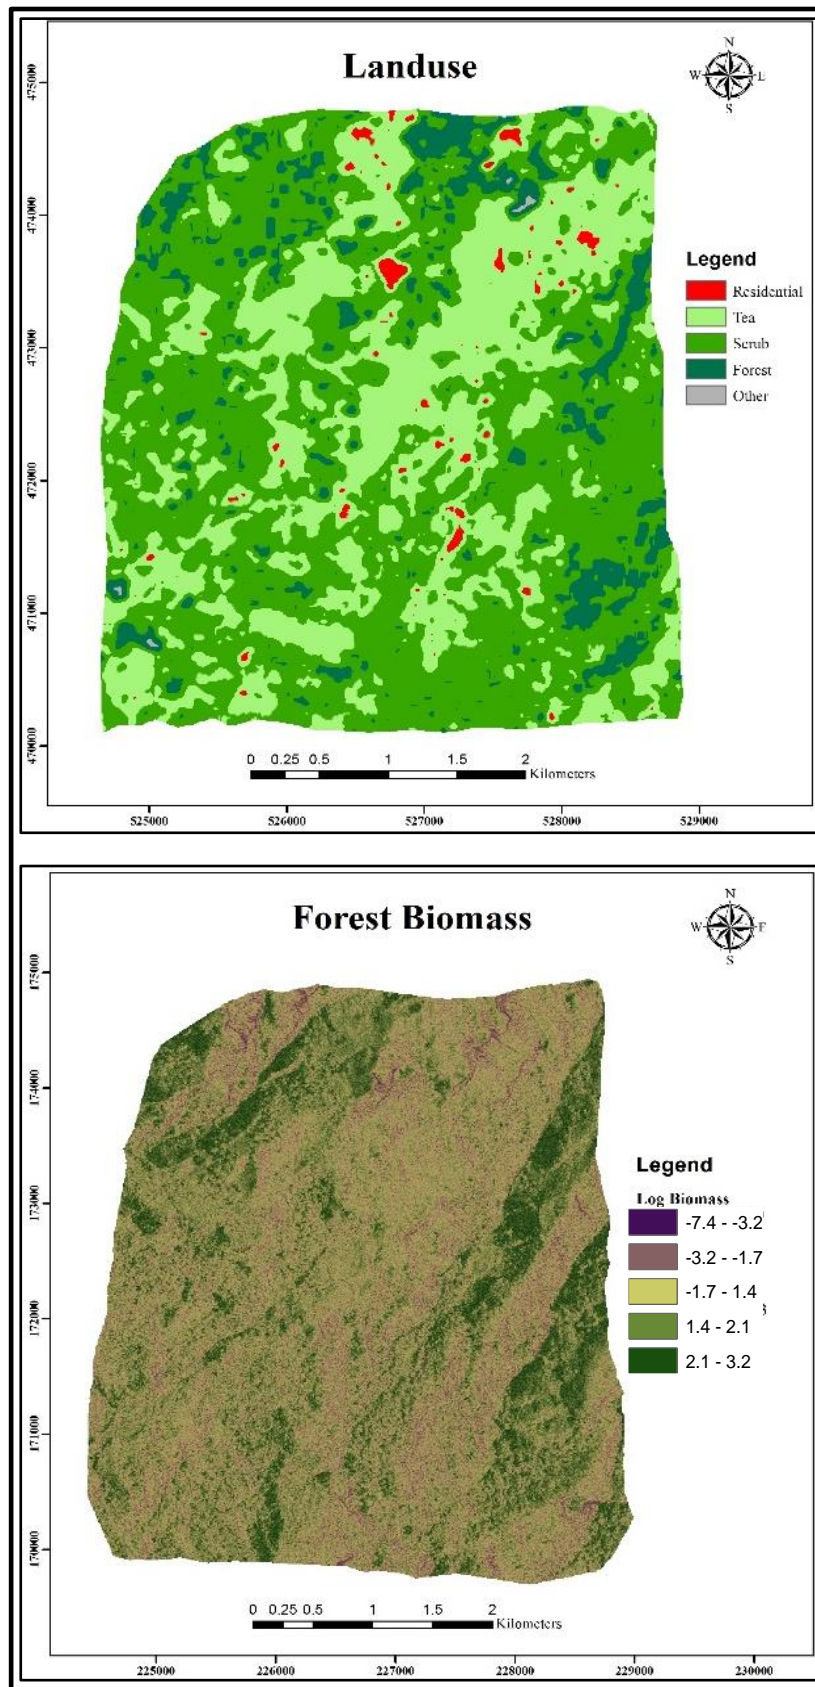 Landuse
N
W
E
S
475000
474000
473000
472000
471000
470000
Legend
Residential
Tea
Scrub
Forest
Other
0 0.25 0.5 1 1.5 2
Kilometers
525000 526000 527000 528000 529000
Forest Biomass
N
W
S
175000
174000
173000
172000
171000
170000
Legend
Log Biomass
-7.4 - -3.2
-3.2 - -1.7
-1.7 - 1.4
1.4 - 2.1
2.1 - 3.2
0 0.25 0.5 1 1.5 2
Kilometers
225000 226000 227000 228000 229000 230000